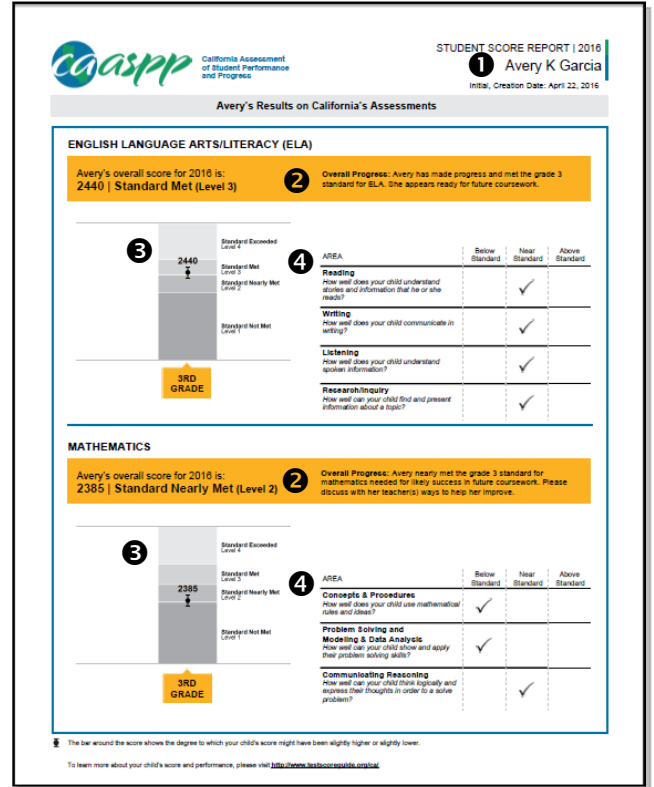 caaspp
California Assessment
of Student Performance
and Progress
STUDENT SCORE REPORT | 2016
1 Avery K Garcia
Initial, Creation Date: April 22, 2016
Avery's Results on California's Assessments
ENGLISH LANGUAGE ARTS/LITERACY (ELA)
Avery's overall score for 2016 is:
2440 | Standard Met (Level 3)
2
Overall Progress: Avery has made progress and met the grade 3
standard for ELA. She appears ready for future coursework.
3
2440
Standard Exceeded
Level 4
Standard Met
Level 3
Standard Nearly Met
Level 2
Standard Not Met
Level 1
3RD
GRADE
4
AREA
Below
Standard
Near
Standard
Above
Standard
Reading
How well does your child understand
stories and information that he or she
reads?
Writing
How well does your child communicate in
writing?
Listening
How well does your child understand
spoken information?
Research/Inquiry
How well can your child find and present
information about a topic?
MATHEMATICS
Avery's overall score for 2016 is:
2385 | Standard Nearly Met (Level 2)
2
Overall Progress: Avery nearly met the grade 3 standard for
mathematics needed for likely success in future coursework. Please
discuss with her teacher(s) ways to help her improve.
3
2385
Standard Exceeded
Level 4
Standard Met
Level 3
Standard Nearly Met
Level 2
Standard Not Met
Level 1
3RD
GRADE
4
AREA
Below
Standard
Near
Standard
Above
Standard
Concepts & Procedures
How well does your child use mathematical
rules and ideas?
Problem Solving and
Modeling & Data Analysis
How well can your child show and apply
their problem solving skills?
Communicating Reasoning
How well can your child think logically and
express their thoughts in order to a solve
problem?
The bar around the score shows the degree to which your child's score might have been slightly higher or slightly lower.
To learn more about your child's score and performance, please visit http://www.testscoreguide.org/ca/.